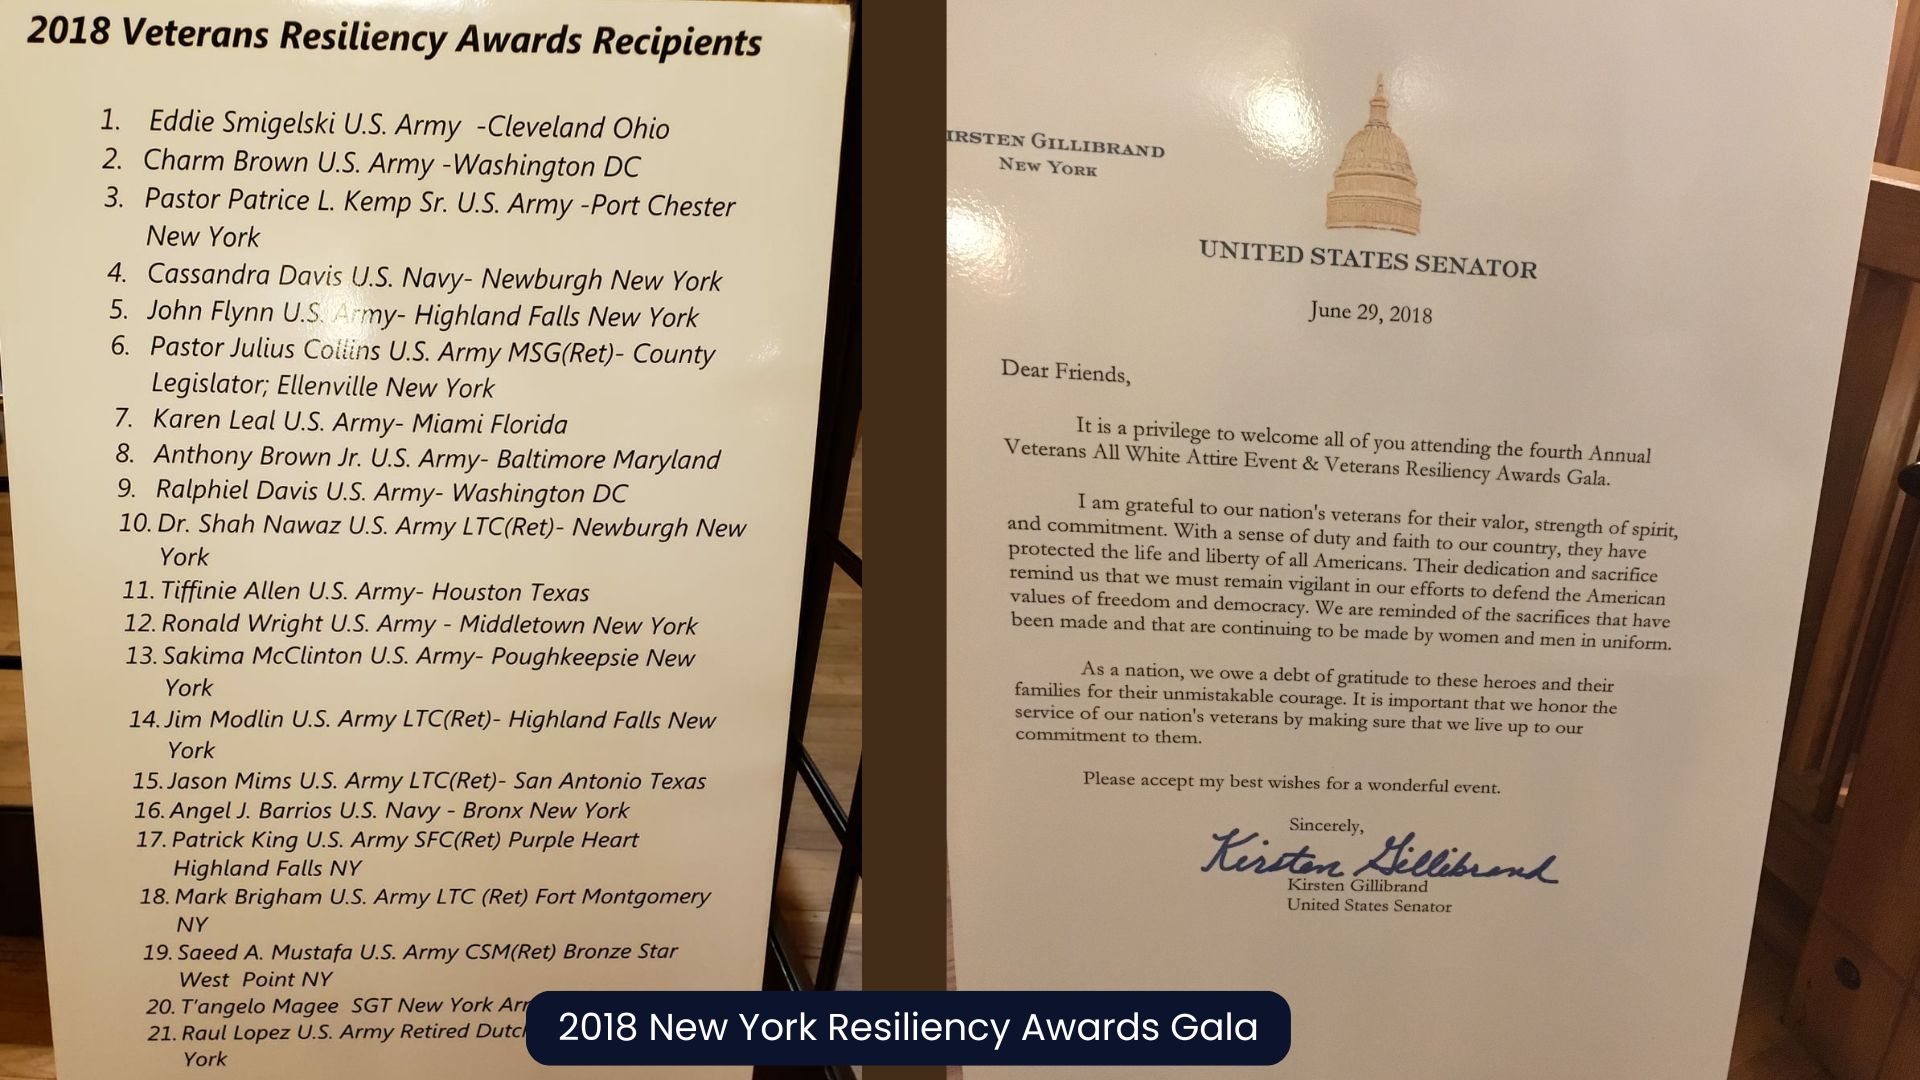 2018 Veterans Resiliency Awards Recipients
1. Eddie Smigelski U.S. Army -Cleveland Ohio
2. Charm Brown U.S. Army -Washington DC
3. Pastor Patrice L. Kemp Sr. U.S. Army -Port Chester
New York
4. Cassandra Davis U.S. Navy- Newburgh New York
5. John Flynn U.S. Army- Highland Falls New York
6. Pastor Julius Collins U.S. Army MSG(Ret)- County
Legislator; Ellenville New York
7. Karen Leal U.S. Army- Miami Florida
8. Anthony Brown Jr. U.S. Army- Baltimore Maryland
9. Ralphiel Davis U.S. Army- Washington DC
10. Dr. Shah Nawaz U.S. Army LTC(Ret)- Newburgh New
York
11. Tiffinie Allen U.S. Army- Houston Texas
12. Ronald Wright U.S. Army - Middletown New York
13. Sakima McClinton U.S. Army- Poughkeepsie New
York
14. Jim Modlin U.S. Army LTC(Ret)- Highland Falls New
York
15. Jason Mims U.S. Army LTC(Ret)- San Antonio Texas
16. Angel J. Barrios U.S. Navy - Bronx New York
17. Patrick King U.S. Army SFC(Ret) Purple Heart
Highland Falls NY
18. Mark Brigham U.S. Army LTC (Ret) Fort Montgomery
NY
19. Saeed A. Mustafa U.S. Army CSM(Ret) Bronze Star
West Point NY
20. T'angelo Magee SGT New York
21. Raul Lopez U.S. Army Retired
York
IRSTEN GILLIBRAND
NEW YORK
UNITED STATES SENATOR
June 29, 2018
Dear Friends,
It is a privilege to welcome all of you attending the fourth Annual
Veterans All White Attire Event & Veterans Resiliency Awards Gala.
I am grateful to our nation's veterans for their valor, strength of spirit,
and commitment. With a sense of duty and faith to our country, they have
protected the life and liberty of all Americans. Their dedication and sacrifice
remind us that we must remain vigilant in our efforts to defend the American
values of freedom and democracy. We are reminded of the sacrifices that have
been made and that are continuing to be made by women and men in uniform.
As a nation, we owe a debt of gratitude to these heroes and their
families for their unmistakable courage. It is important that we honor the
service of our nation's veterans by making sure that we live up to our
commitment to them.
Please accept my best wishes for a wonderful event.
Sincerely,
Kirsten Gillibrand
Kirsten Gillibrand
United States Senator
2018 New York Resiliency Awards Gala